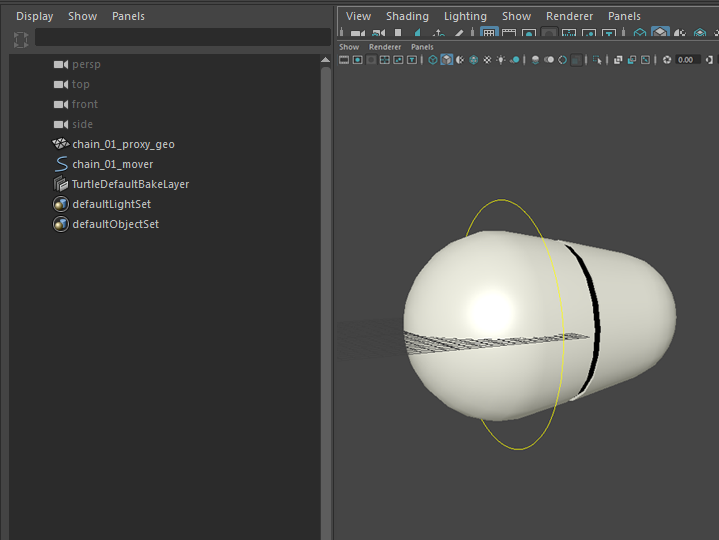 Display Show Panels
persp
top
front
side
chain_01_proxy_geo
chain_01_mover
TurtleDefaultBakeLayer
defaultLightSet
defaultObjectSet
View Shading Lighting Show Renderer Panels
Show Renderer Panels
0.00